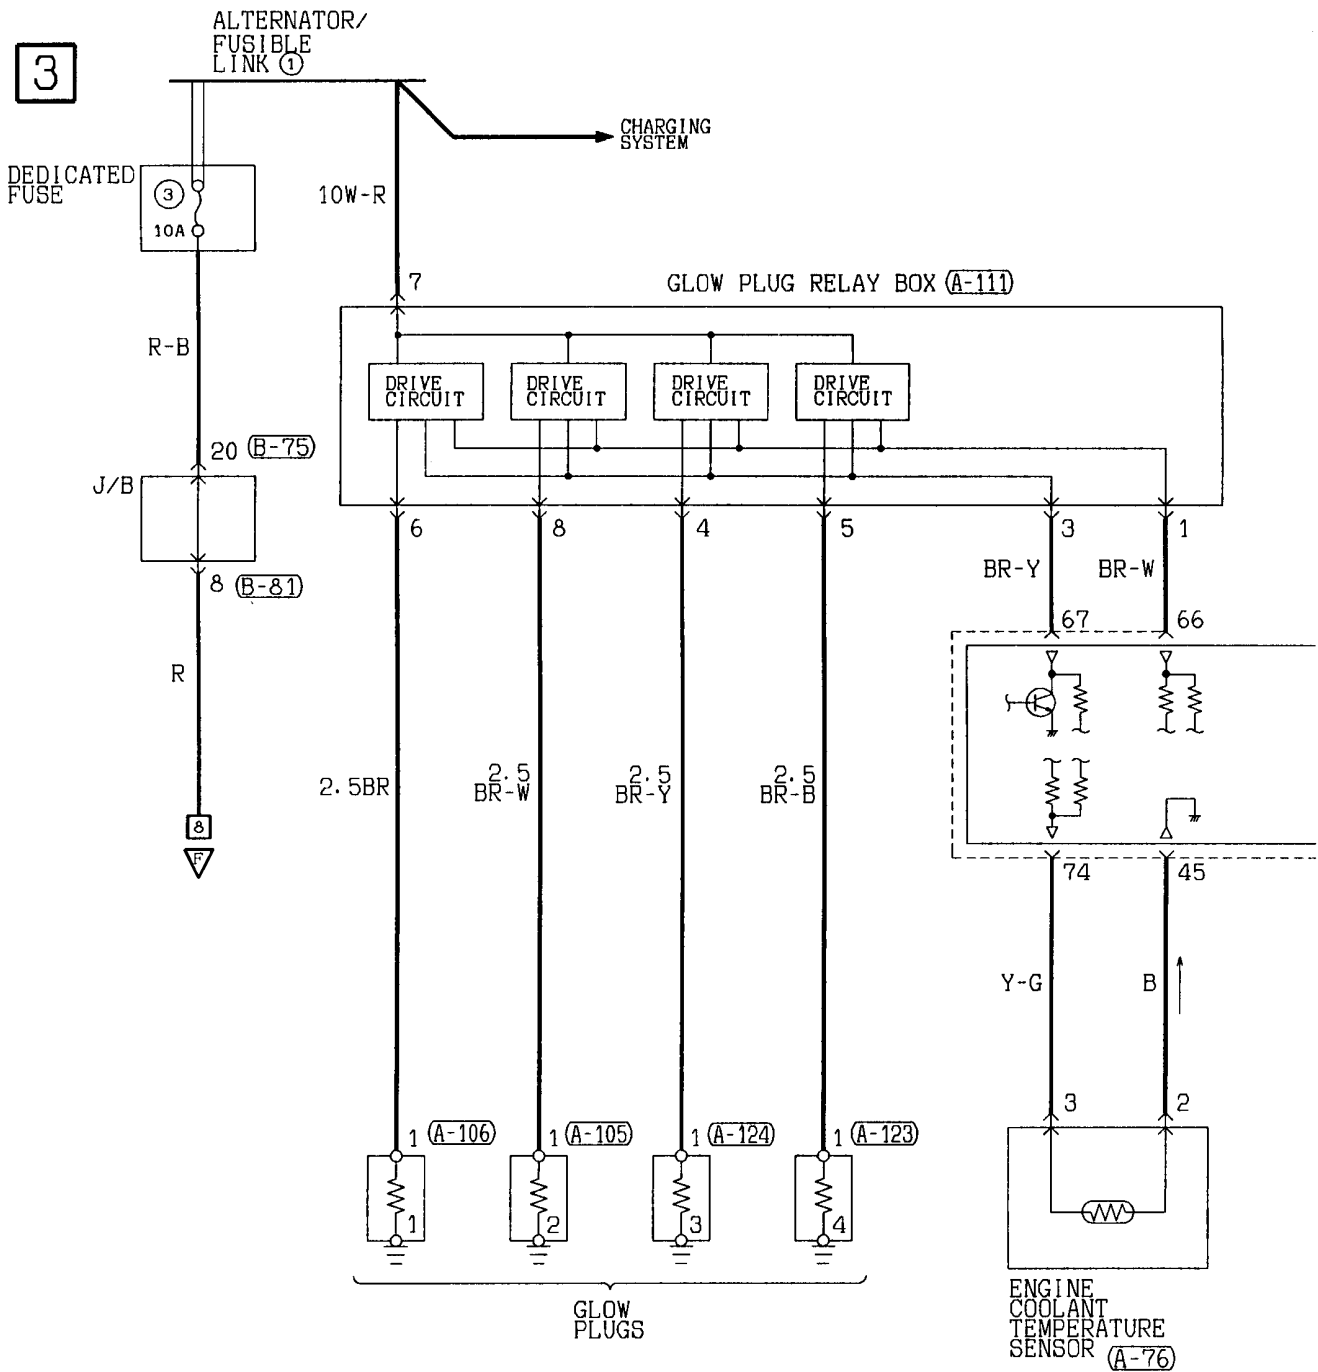 ALTERNATOR/
FUSIBLE
LINK ①
3
CHARGING
SYSTEM
DEDICATED
FUSE
③
10A
10W-R
7
GLOW PLUG RELAY BOX (A-111)
R-B
DRIVE
CIRCUIT
DRIVE
CIRCUIT
DRIVE
CIRCUIT
DRIVE
CIRCUIT
20 (B-75)
J/B
6
8
4
5
3
1
8 (B-81)
BR-Y
BR-W
67
66
R
2.5BR
2.5
BR-W
2.5
BR-Y
2.5
BR-B
8
F
74
45
Y-G
B
3
2
1 (A-106)
1 (A-105)
1 (A-124)
1 (A-123)
1
2
3
4
GLOW
PLUGS
ENGINE
COOLANT
TEMPERATURE
SENSOR (A-76)